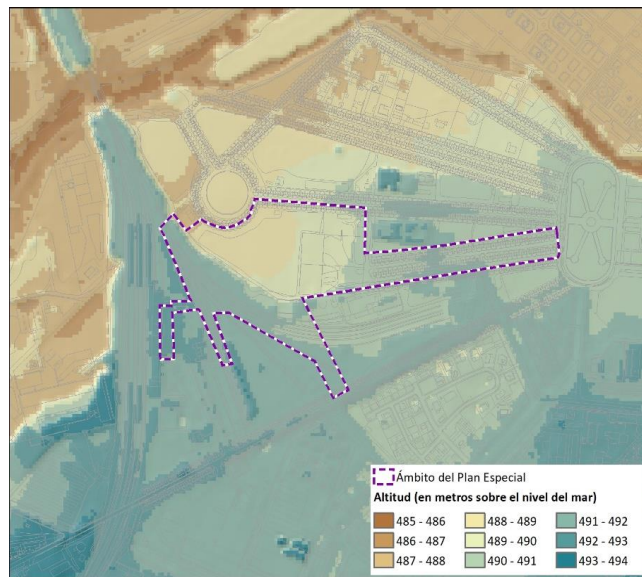 Ámbito del Plan Especial
Altitud (en metros sobre el nivel del mar)
485 - 486
488 - 489
491 - 492
486 - 487
489 - 490
492 - 493
487 - 488
490 - 491
493 - 494